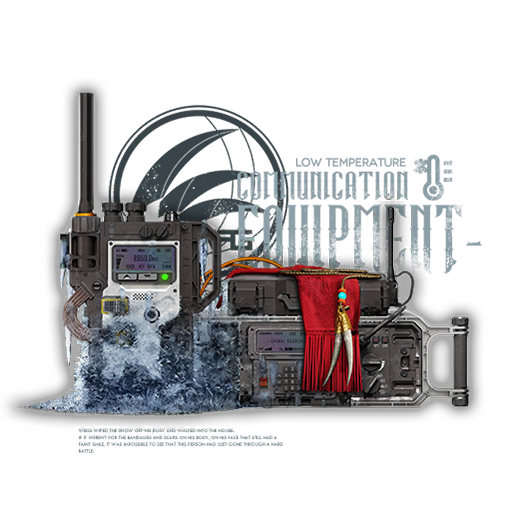 LOW TEMPERATURE
COMMUNICATION
EQUIPMENT-
WEISS WIPED THE SNOW OFF HIS BODY AND WALKED INTO THE HOUSE.
IF IT WEREN'T FOR THE BANDAGES AND SCARS ON HIS BODY, ON HIS FACE THAT STILL HAD A
FAINT SMILE, IT WAS IMPOSSIBLE TO SEE THAT THIS PERSON HAD JUST GONE THROUGH A HARD
BATTLE.